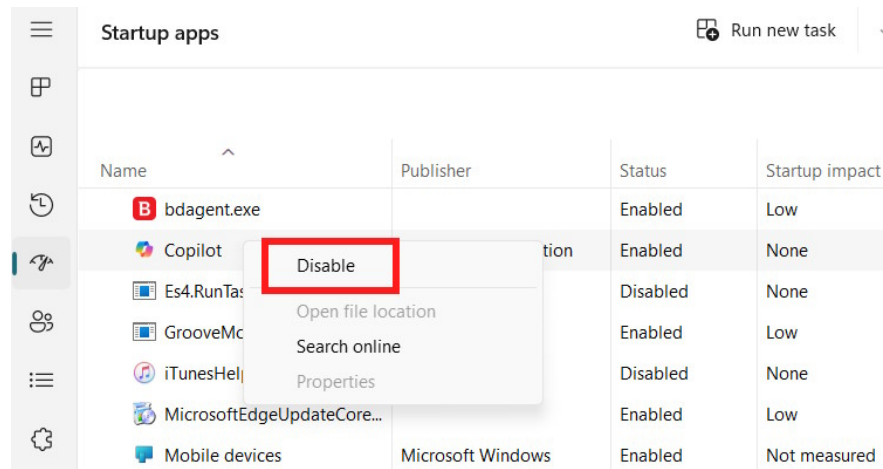 Startup apps Run new task
Name Publisher Status Startup impact
bdagent.exe Enabled Low
Copilot tion Enabled None
Disable
Es4.RunTas Disabled None
Open file location
GrooveMo Enabled Low
Search online
iTunesHel Disabled None
Properties
MicrosoftEdgeUpdateCore... Enabled Low
Mobile devices Microsoft Windows Enabled Not measured